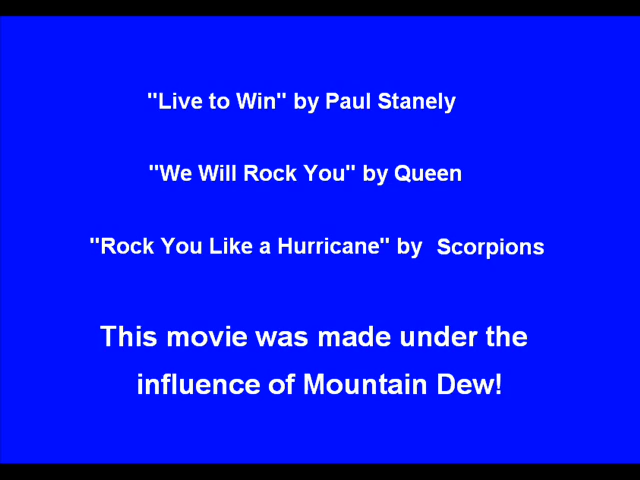 "Live to Win" by Paul Stanely
"We Will Rock You" by Queen
"Rock You Like a Hurricane" by Scorpions
This movie was made under the
influence of Mountain Dew!